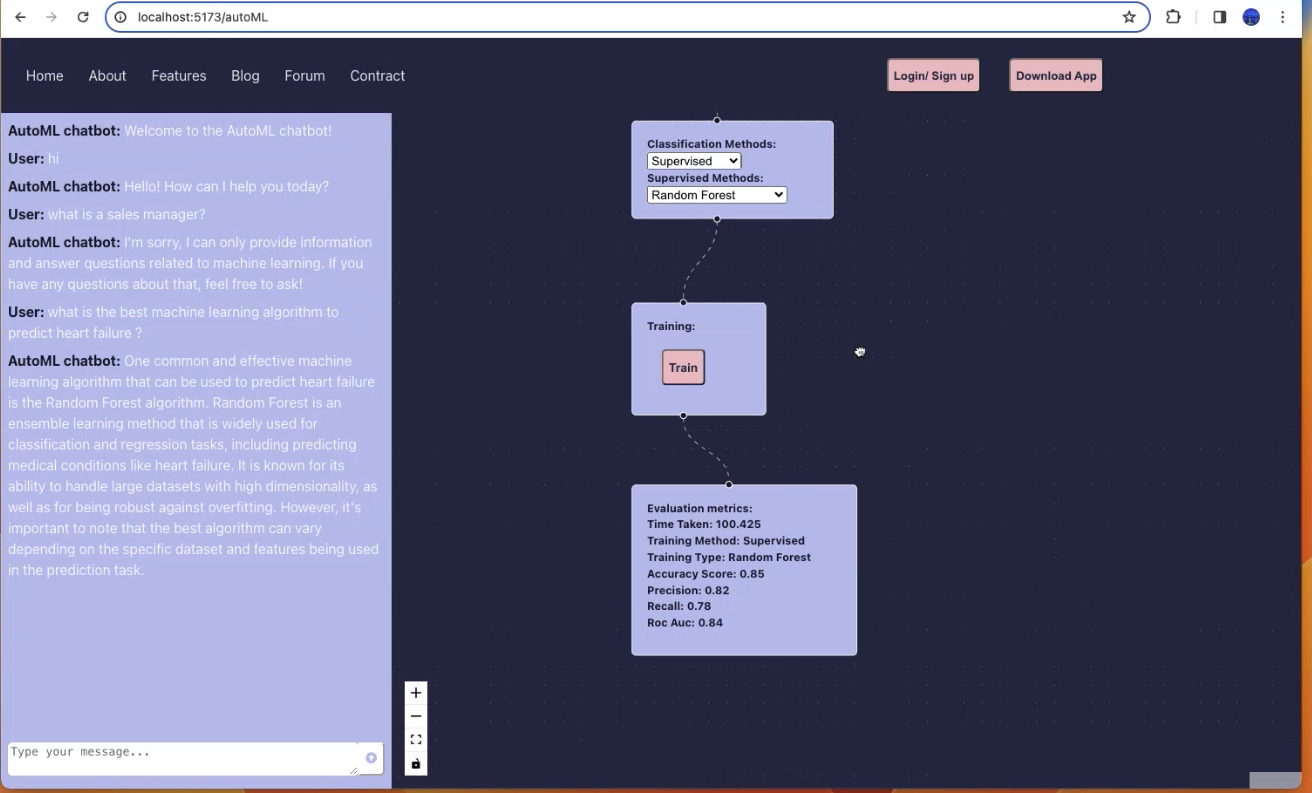 localhost:5173/autoML
Home About Features Blog Forum Contract
Login/ Sign up Download App
AutoML chatbot: Welcome to the AutoML chatbot!
User: hi
AutoML chatbot: Hello! How can I help you today?
User: what is a sales manager?
AutoML chatbot: I'm sorry, I can only provide information
and answer questions related to machine learning. If you
have any questions about that, feel free to ask!
User: what is the best machine learning algorithm to
predict heart failure ?
AutoML chatbot: One common and effective machine
learning algorithm that can be used to predict heart failure
is the Random Forest algorithm. Random Forest is an
ensemble learning method that is widely used for
classification and regression tasks, including predicting
medical conditions like heart failure. It is known for its
ability to handle large datasets with high dimensionality, as
well as for being robust against overfitting. However, it's
important to note that the best algorithm can vary
depending on the specific dataset and features being used
in the prediction task.
Type your message...
Classification Methods:
Supervised
Supervised Methods:
Random Forest
Training:
Train
Evaluation metrics:
Time Taken: 100.425
Training Method: Supervised
Training Type: Random Forest
Accuracy Score: 0.85
Precision: 0.82
Recall: 0.78
Roc Auc: 0.84